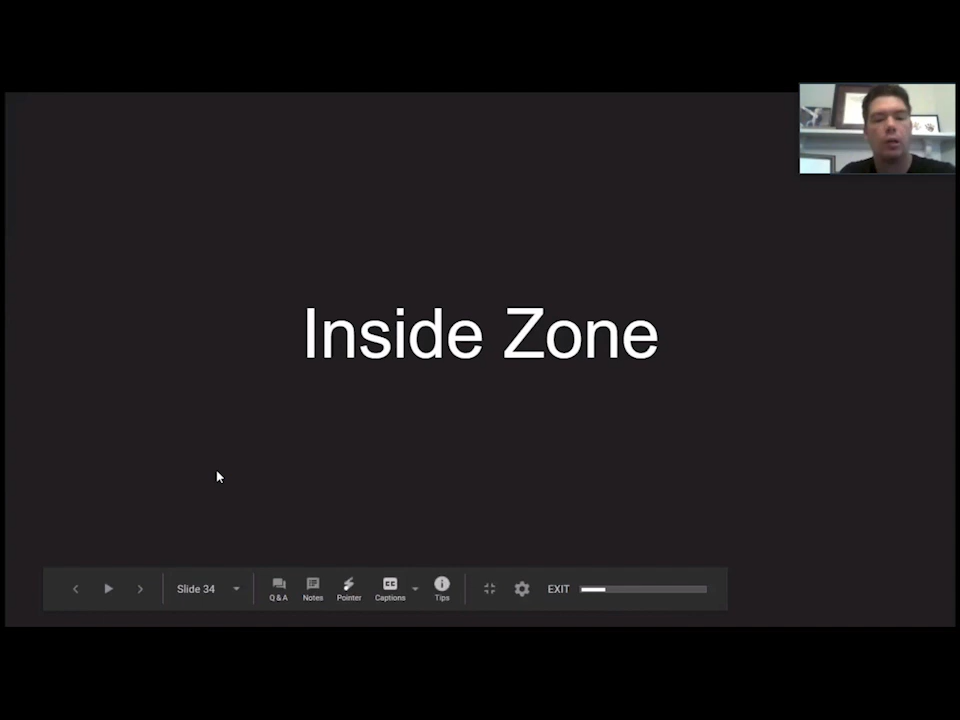 Inside Zone
Slide 34
Q & A
Notes
Pointer
Captions
Tips
EXIT
CC